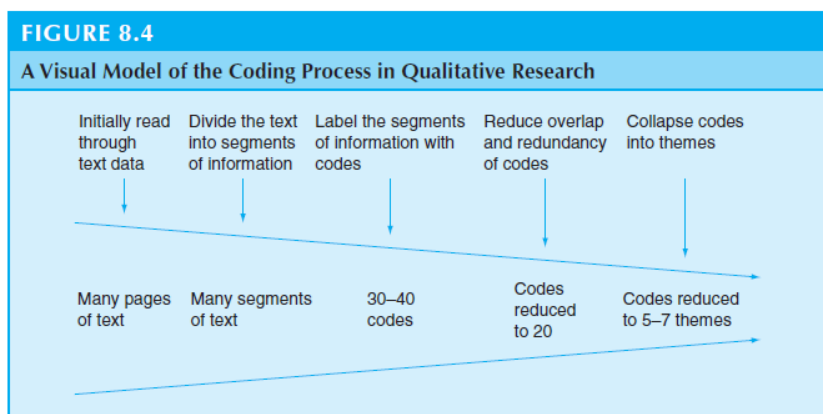 FIGURE 8.4
A Visual Model of the Coding Process in Qualitative Research
Initially read
through
text data
Divide the text
into segments
of information
Label the segments
of information with
codes
Reduce overlap
and redundancy
of codes
Collapse codes
into themes
Many pages
of text
Many segments
of text
30–40
codes
Codes
reduced
to 20
Codes reduced
to 5–7 themes